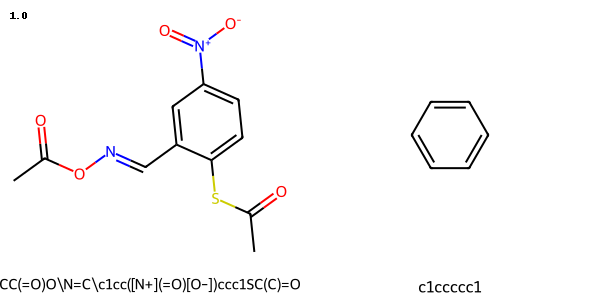 1.0
O
N+
O-
O
N
O
S
O
CC(=O)O\N=C\c1cc([N+](=O)[O-])ccc1SC(C)=O
c1ccccc1